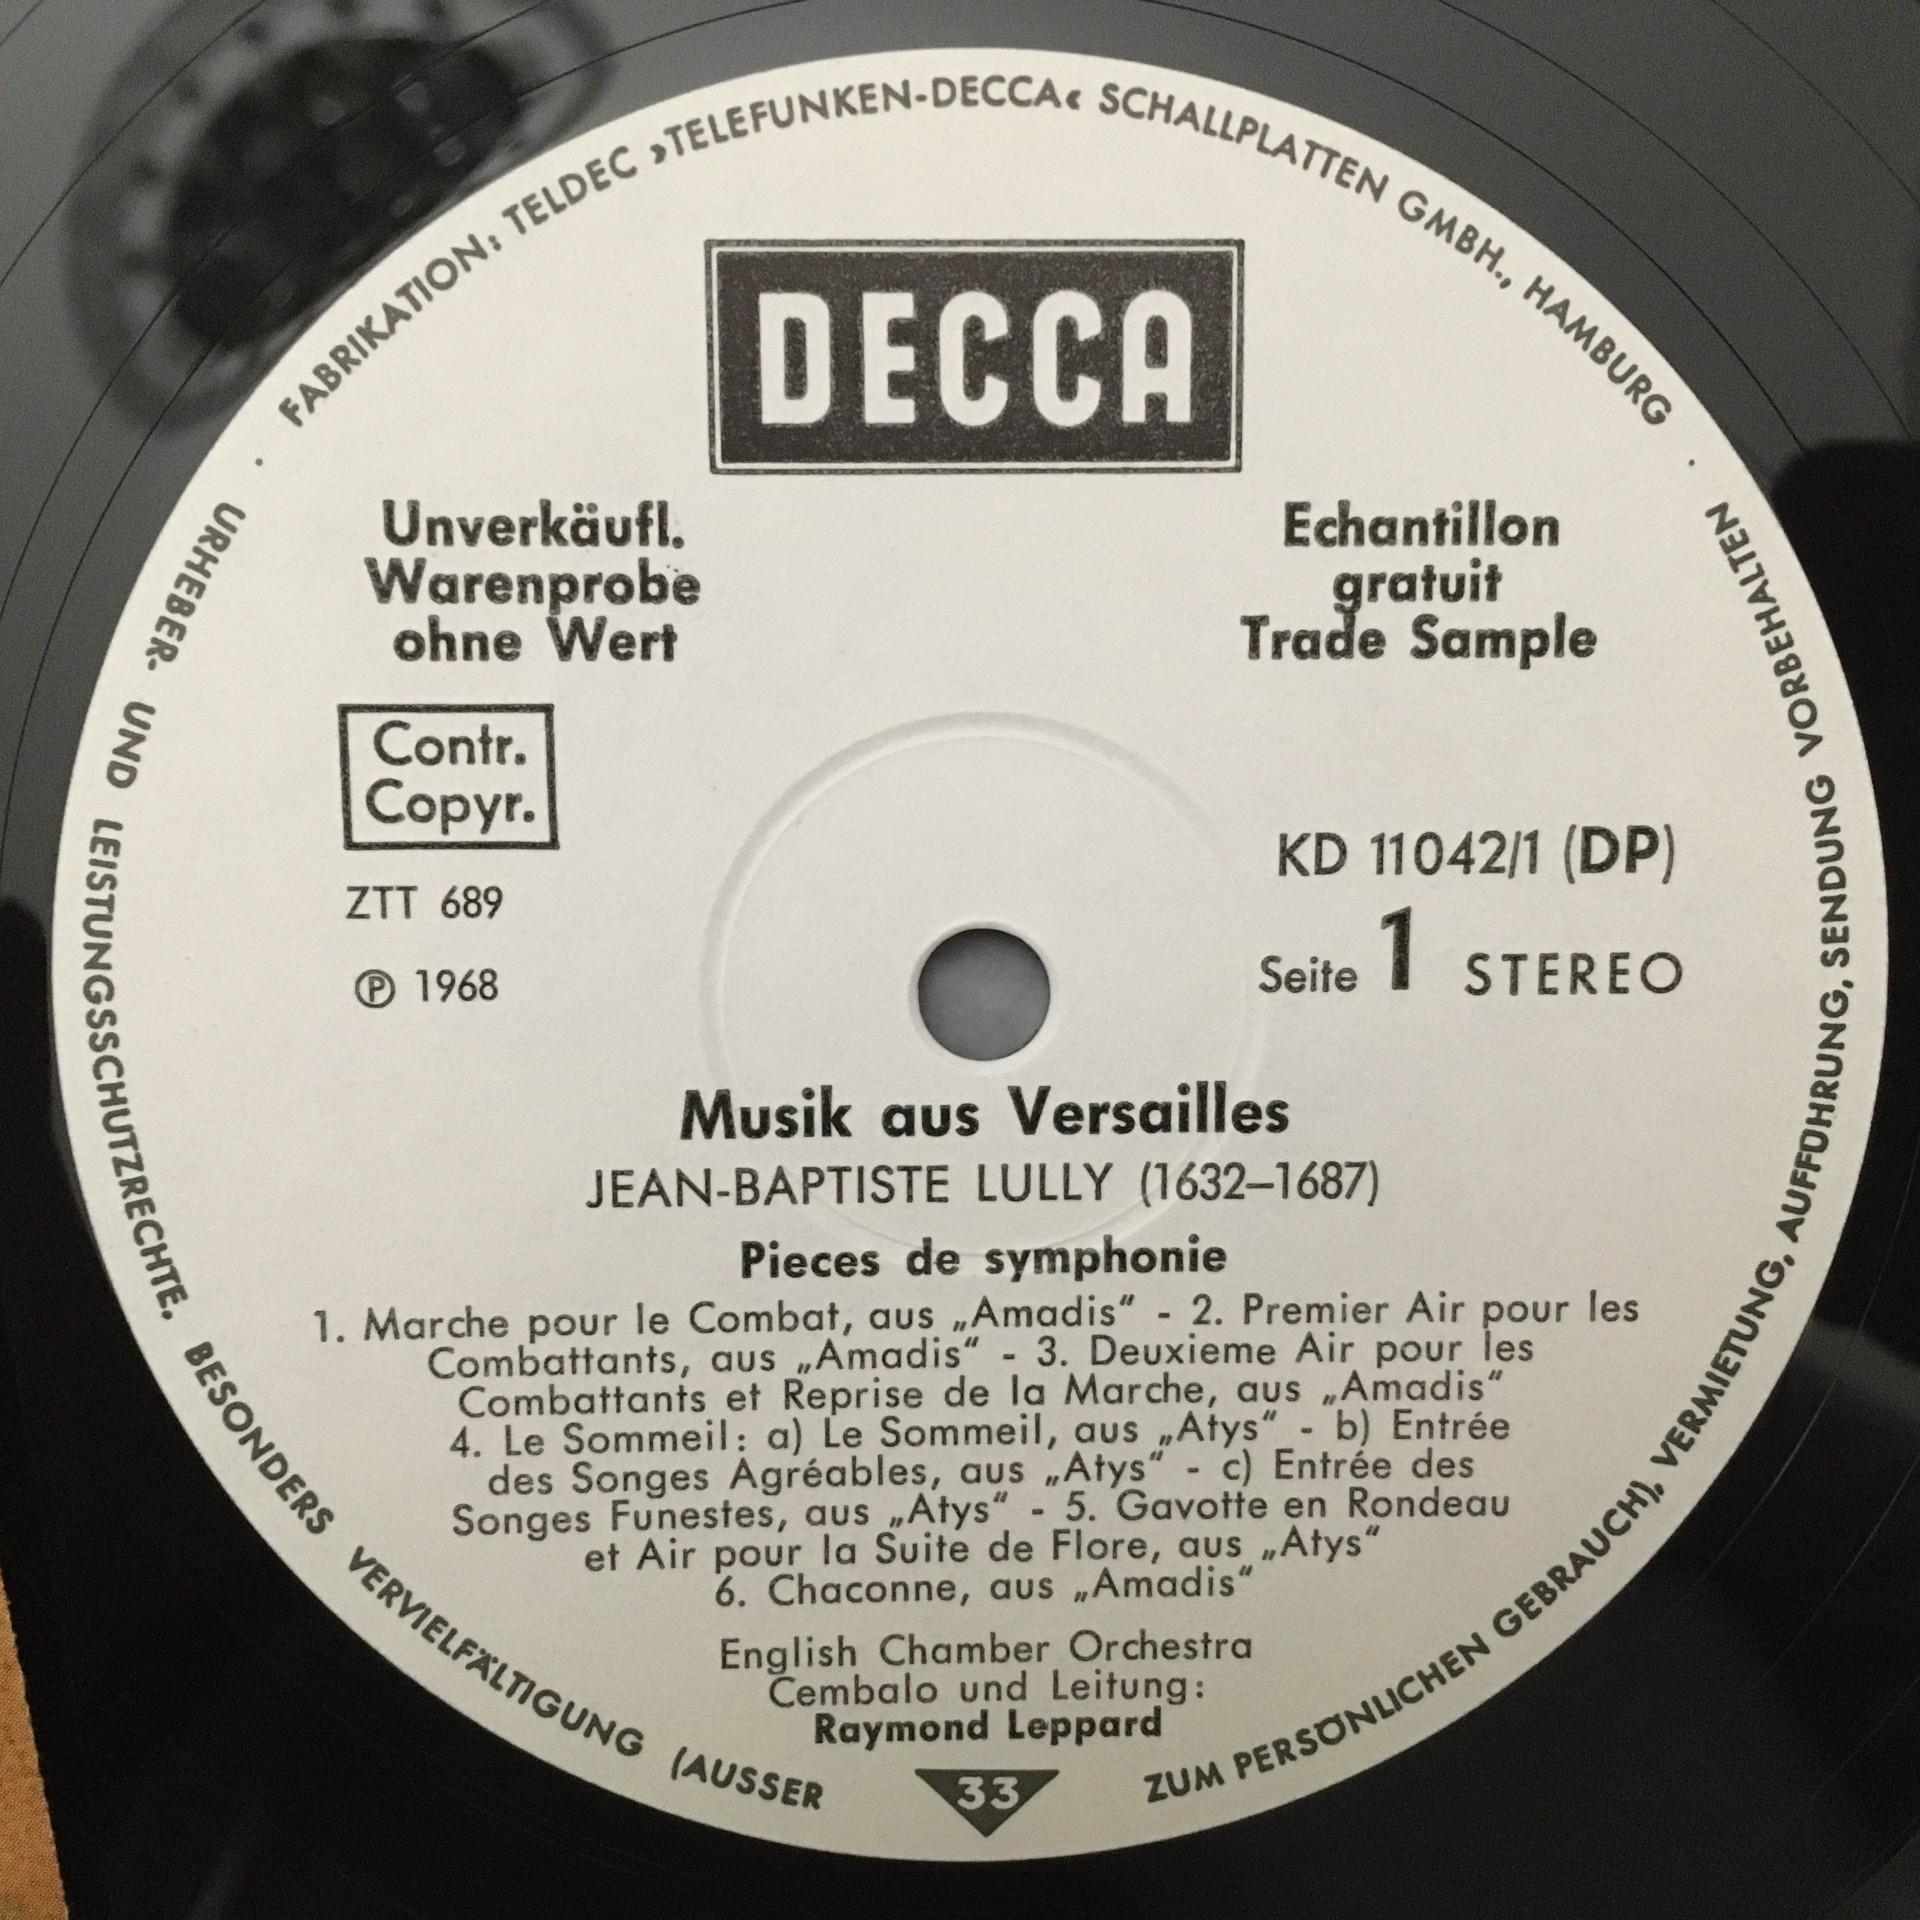 FABRIKATION: TELDEC »TELEFUNKEN-DECCA« SCHALLPLATTEN GMBH., HAMBURG
DECCA
Unverkäufl.
Warenprobe
ohne Wert
Echantillon
gratuit
Trade Sample
Contr.
Copyr.
ZTT 689
℗ 1968
KD 11042/1 (DP)
Seite 1 STEREO
Musik aus Versailles
JEAN-BAPTISTE LULLY (1632–1687)
Pieces de symphonie
1. Marche pour le Combat, aus „Amadis“ - 2. Premier Air pour les
Combattants, aus „Amadis“ - 3. Deuxieme Air pour les
Combattants et Reprise de la Marche, aus „Amadis“
4. Le Sommeil: a) Le Sommeil, aus „Atys“ - b) Entrée
des Songes Agréables, aus „Atys“ - c) Entrée des
Songes Funestes, aus „Atys“ - 5. Gavotte en Rondeau
et Air pour la Suite de Flore, aus „Atys“
6. Chaconne, aus „Amadis“
English Chamber Orchestra
Cembalo und Leitung:
Raymond Leppard
33
URHEBER- UND LEISTUNGSSCHUTZRECHTE. BESONDERS VERVIELFÄLTIGUNG (AUSSER ZUM PERSÖNLICHEN GEBRAUCH), VERMIETUNG, AUFFÜHRUNG, SENDUNG VORBEHALTEN